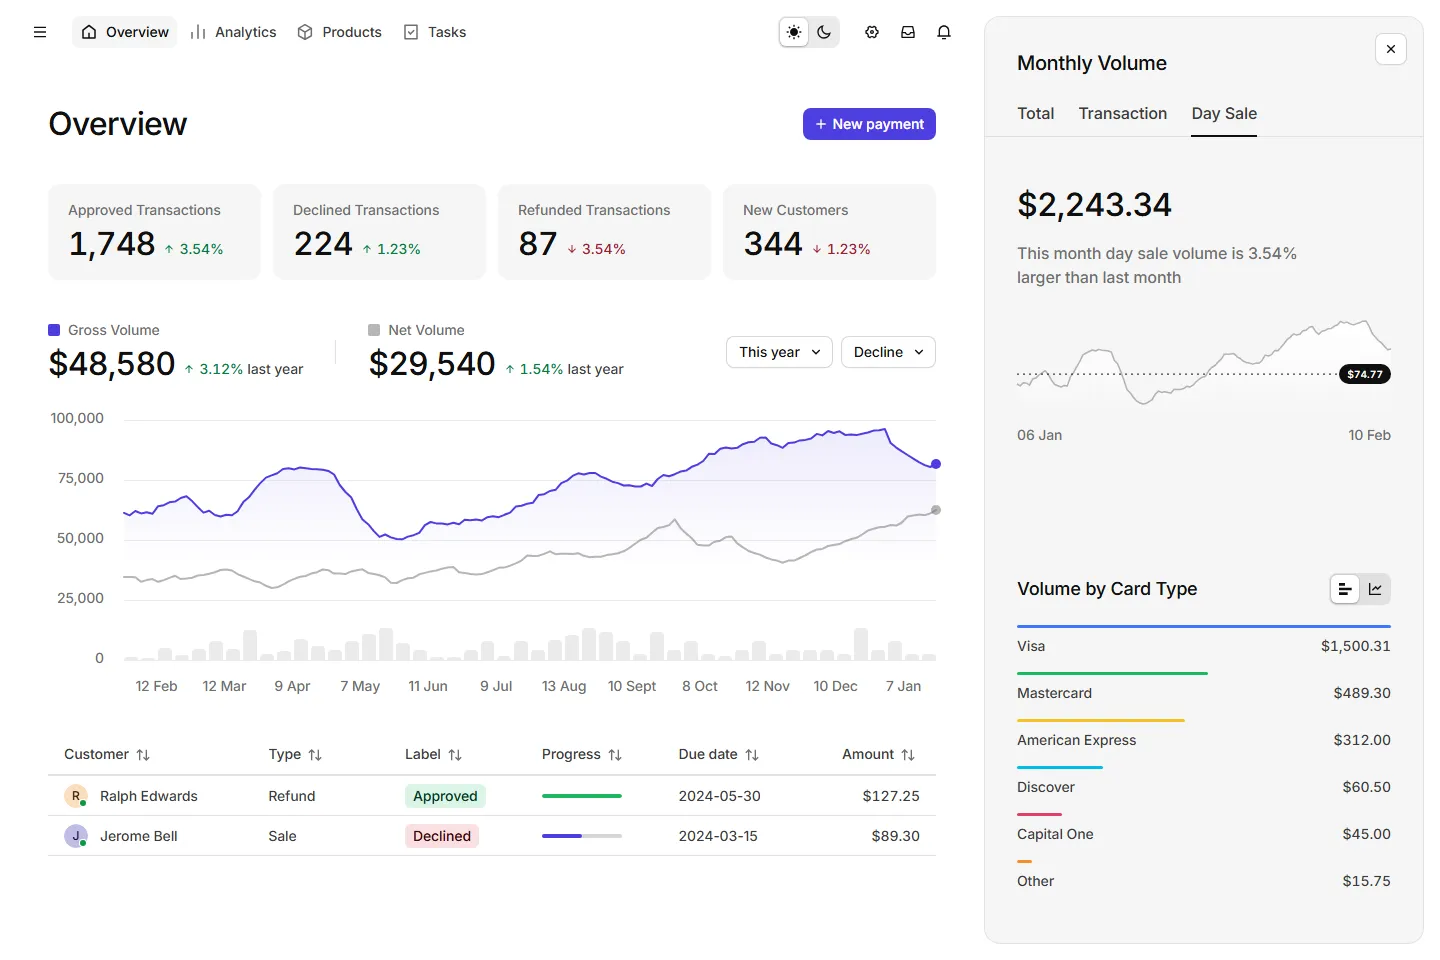 Overview Analytics Products Tasks
Overview
+ New payment
Approved Transactions
1,748 ↑ 3.54%
Declined Transactions
224 ↑ 1.23%
Refunded Transactions
87 ↓ 3.54%
New Customers
344 ↓ 1.23%
Gross Volume
$48,580 ↑ 3.12% last year
Net Volume
$29,540 ↑ 1.54% last year
This year
Decline
100,000
75,000
50,000
25,000
0
12 Feb 12 Mar 9 Apr 7 May 11 Jun 9 Jul 13 Aug 10 Sept 8 Oct 12 Nov 10 Dec 7 Jan
Customer Type Label Progress Due date Amount
R Ralph Edwards Refund Approved 2024-05-30 $127.25
J Jerome Bell Sale Declined 2024-03-15 $89.30
Monthly Volume
Total Transaction Day Sale
$2,243.34
This month day sale volume is 3.54%
larger than last month
$74.77
06 Jan 10 Feb
Volume by Card Type
Visa $1,500.31
Mastercard $489.30
American Express $312.00
Discover $60.50
Capital One $45.00
Other $15.75